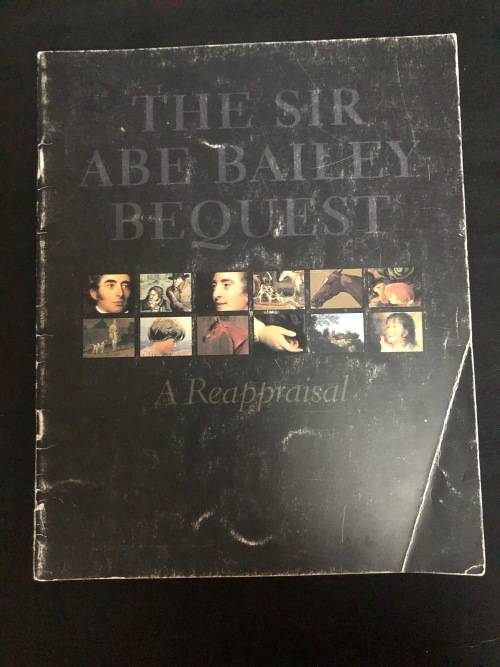 THE SIR
ABE BAILEY
BEQUEST
A Reappraisal